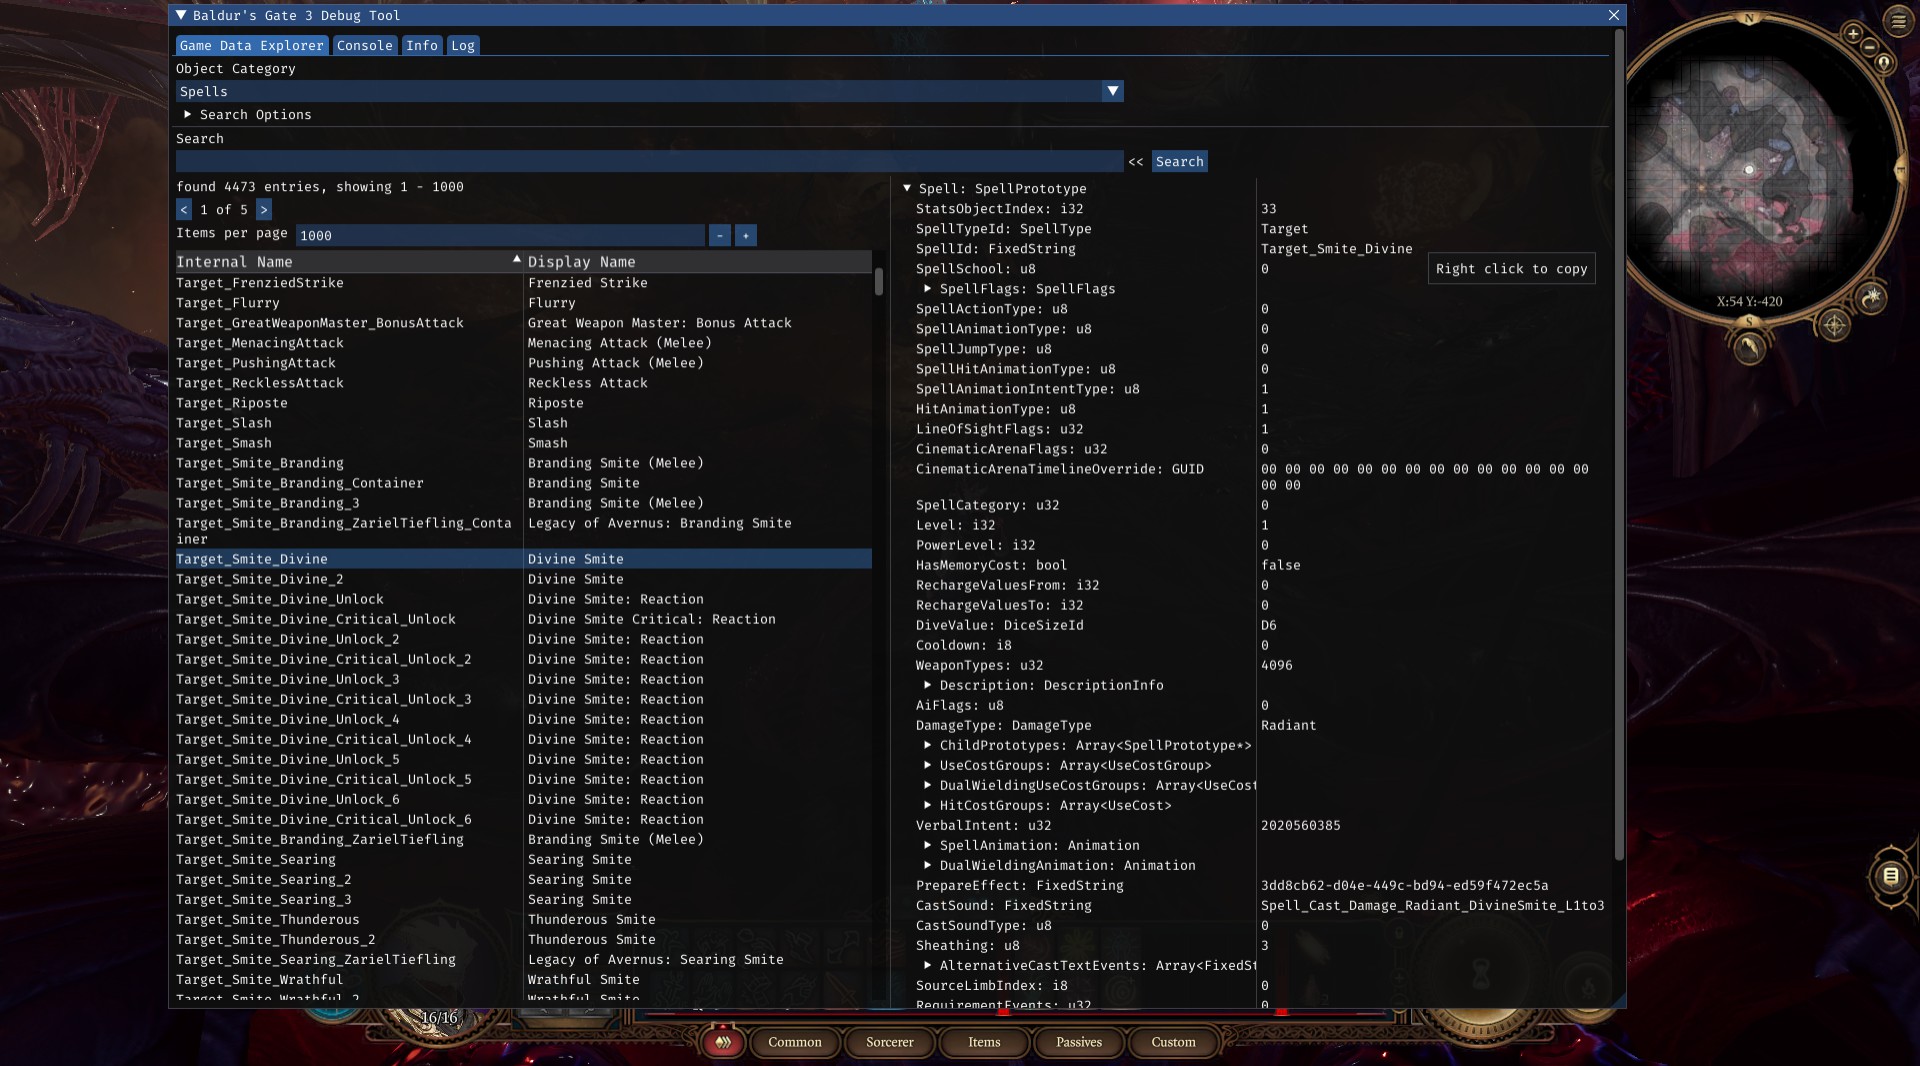 Baldur's Gate 3 Debug Tool
Game Data Explorer Console Info Log
Object Category
Spells
Search Options
Search
<< Search
found 4473 entries, showing 1 - 1000
< 1 of 5 >
Items per page 1000 - +
Internal Name Display Name
Target_FrenziedStrike Frenzied Strike
Target_Flurry Flurry
Target_GreatWeaponMaster_BonusAttack Great Weapon Master: Bonus Attack
Target_MenacingAttack Menacing Attack (Melee)
Target_PushingAttack Pushing Attack (Melee)
Target_RecklessAttack Reckless Attack
Target_Riposte Riposte
Target_Slash Slash
Target_Smash Smash
Target_Smite_Branding Branding Smite (Melee)
Target_Smite_Branding_Container Branding Smite
Target_Smite_Branding_3 Branding Smite (Melee)
Target_Smite_Branding_ZarielTiefling_Conta Legacy of Avernus: Branding Smite
iner
Target_Smite_Divine Divine Smite
Target_Smite_Divine_2 Divine Smite
Target_Smite_Divine_Unlock Divine Smite: Reaction
Target_Smite_Divine_Critical_Unlock Divine Smite Critical: Reaction
Target_Smite_Divine_Unlock_2 Divine Smite: Reaction
Target_Smite_Divine_Critical_Unlock_2 Divine Smite: Reaction
Target_Smite_Divine_Unlock_3 Divine Smite: Reaction
Target_Smite_Divine_Critical_Unlock_3 Divine Smite: Reaction
Target_Smite_Divine_Unlock_4 Divine Smite: Reaction
Target_Smite_Divine_Critical_Unlock_4 Divine Smite: Reaction
Target_Smite_Divine_Unlock_5 Divine Smite: Reaction
Target_Smite_Divine_Critical_Unlock_5 Divine Smite: Reaction
Target_Smite_Divine_Unlock_6 Divine Smite: Reaction
Target_Smite_Divine_Critical_Unlock_6 Divine Smite: Reaction
Target_Smite_Branding_ZarielTiefling Branding Smite (Melee)
Target_Smite_Searing Searing Smite
Target_Smite_Searing_2 Searing Smite
Target_Smite_Searing_3 Searing Smite
Target_Smite_Thunderous Thunderous Smite
Target_Smite_Thunderous_2 Thunderous Smite
Target_Smite_Searing_ZarielTiefling Legacy of Avernus: Searing Smite
Target_Smite_Wrathful Wrathful Smite
Target_Smite_Wrathful_2 Wrathful Smite
Spell: SpellPrototype
StatsObjectIndex: i32 33
SpellTypeId: SpellType Target
SpellId: FixedString Target_Smite_Divine
SpellSchool: u8 0
Right click to copy
SpellFlags: SpellFlags
SpellActionType: u8 0
SpellAnimationType: u8 0
SpellJumpType: u8 0
SpellHitAnimationType: u8 0
SpellAnimationIntentType: u8 1
HitAnimationType: u8 1
LineOfSightFlags: u32 1
CinematicArenaFlags: u32 0
CinematicArenaTimelineOverride: GUID 00 00 00 00 00 00 00 00 00 00 00 00 00 00
00 00
SpellCategory: u32 0
Level: i32 1
PowerLevel: i32 0
HasMemoryCost: bool false
RechargeValuesFrom: i32 0
RechargeValuesTo: i32 0
DiveValue: DiceSizeId D6
Cooldown: i8 0
WeaponTypes: u32 4096
Description: DescriptionInfo
AiFlags: u8 0
DamageType: DamageType Radiant
ChildPrototypes: Array<SpellPrototype*>
UseCostGroups: Array<UseCostGroup>
DualWieldingUseCostGroups: Array<UseCost
HitCostGroups: Array<UseCost>
VerbalIntent: u32 2020560385
SpellAnimation: Animation
DualWieldingAnimation: Animation
PrepareEffect: FixedString 3dd8cb62-d04e-449c-bd94-ed59f472ec5a
CastSound: FixedString Spell_Cast_Damage_Radiant_DivineSmite_L1to3
CastSoundType: u8 0
Sheathing: u8 3
AlternativeCastTextEvents: Array<FixedSt
SourceLimbIndex: i8 0
RequirementEvents: u32 0
N
E
S
X:54 Y:-420
16/16
Common Sorcerer Items Passives Custom